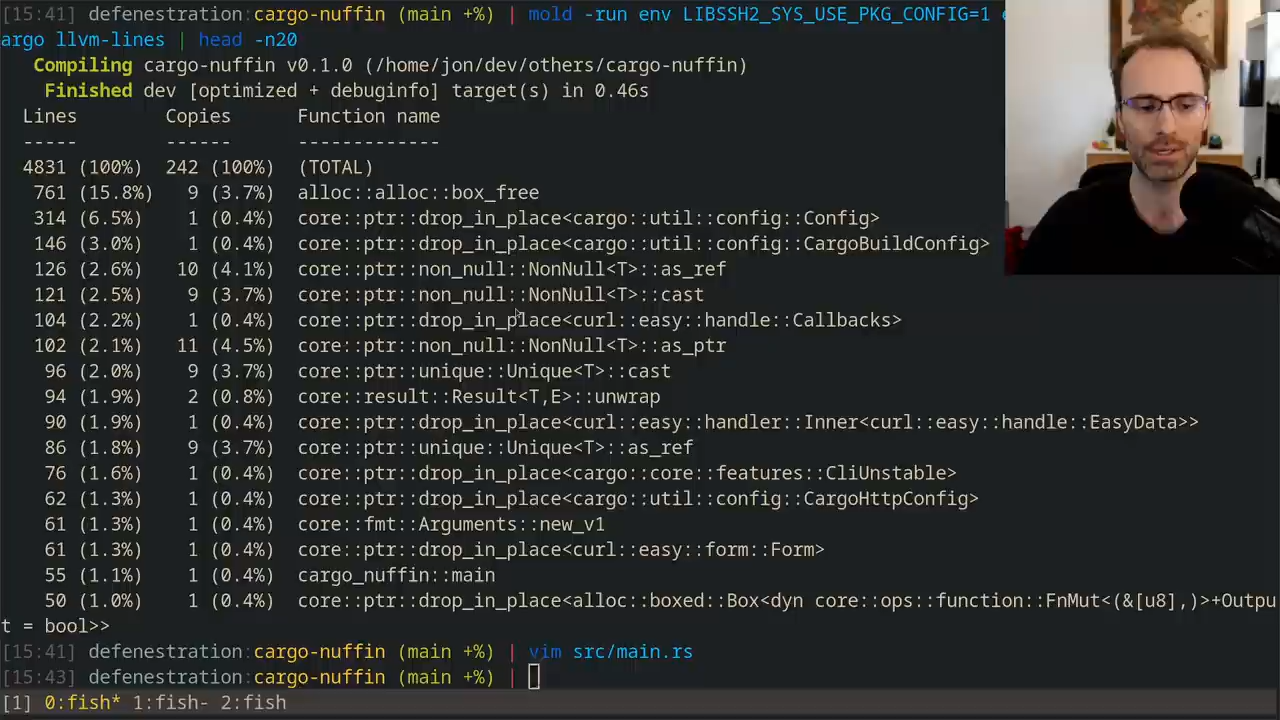 [15:41] defenestration:cargo-nuffin (main +%) | mold -run env LIBSSH2_SYS_USE_PKG_CONFIG=1
argo llvm-lines | head -n20
Compiling cargo-nuffin v0.1.0 (/home/jon/dev/others/cargo-nuffin)
Finished dev [optimized + debuginfo] target(s) in 0.46s
Lines Copies Function name
----- ------ -------------
4831 (100%) 242 (100%) (TOTAL)
761 (15.8%) 9 (3.7%) alloc::alloc::box_free
314 (6.5%) 1 (0.4%) core::ptr::drop_in_place<cargo::util::config::Config>
146 (3.0%) 1 (0.4%) core::ptr::drop_in_place<cargo::util::config::CargoBuildConfig>
126 (2.6%) 10 (4.1%) core::ptr::non_null::NonNull<T>::as_ref
121 (2.5%) 9 (3.7%) core::ptr::non_null::NonNull<T>::cast
104 (2.2%) 1 (0.4%) core::ptr::drop_in_place<curl::easy::handle::Callbacks>
102 (2.1%) 11 (4.5%) core::ptr::non_null::NonNull<T>::as_ptr
96 (2.0%) 9 (3.7%) core::ptr::unique::Unique<T>::cast
94 (1.9%) 2 (0.8%) core::result::Result<T,E>::unwrap
90 (1.9%) 1 (0.4%) core::ptr::drop_in_place<curl::easy::handler::Inner<curl::easy::handle::EasyData>>
86 (1.8%) 9 (3.7%) core::ptr::unique::Unique<T>::as_ref
76 (1.6%) 1 (0.4%) core::ptr::drop_in_place<cargo::core::features::CliUnstable>
62 (1.3%) 1 (0.4%) core::ptr::drop_in_place<cargo::util::config::CargoHttpConfig>
61 (1.3%) 1 (0.4%) core::fmt::Arguments::new_v1
61 (1.3%) 1 (0.4%) core::ptr::drop_in_place<curl::easy::form::Form>
55 (1.1%) 1 (0.4%) cargo_nuffin::main
50 (1.0%) 1 (0.4%) core::ptr::drop_in_place<alloc::boxed::Box<dyn core::ops::function::FnMut<(&[u8],)>+Outpu
t = bool>>
[15:41] defenestration:cargo-nuffin (main +%) | vim src/main.rs
[15:43] defenestration:cargo-nuffin (main +%) |
[1] 0:fish* 1:fish- 2:fish